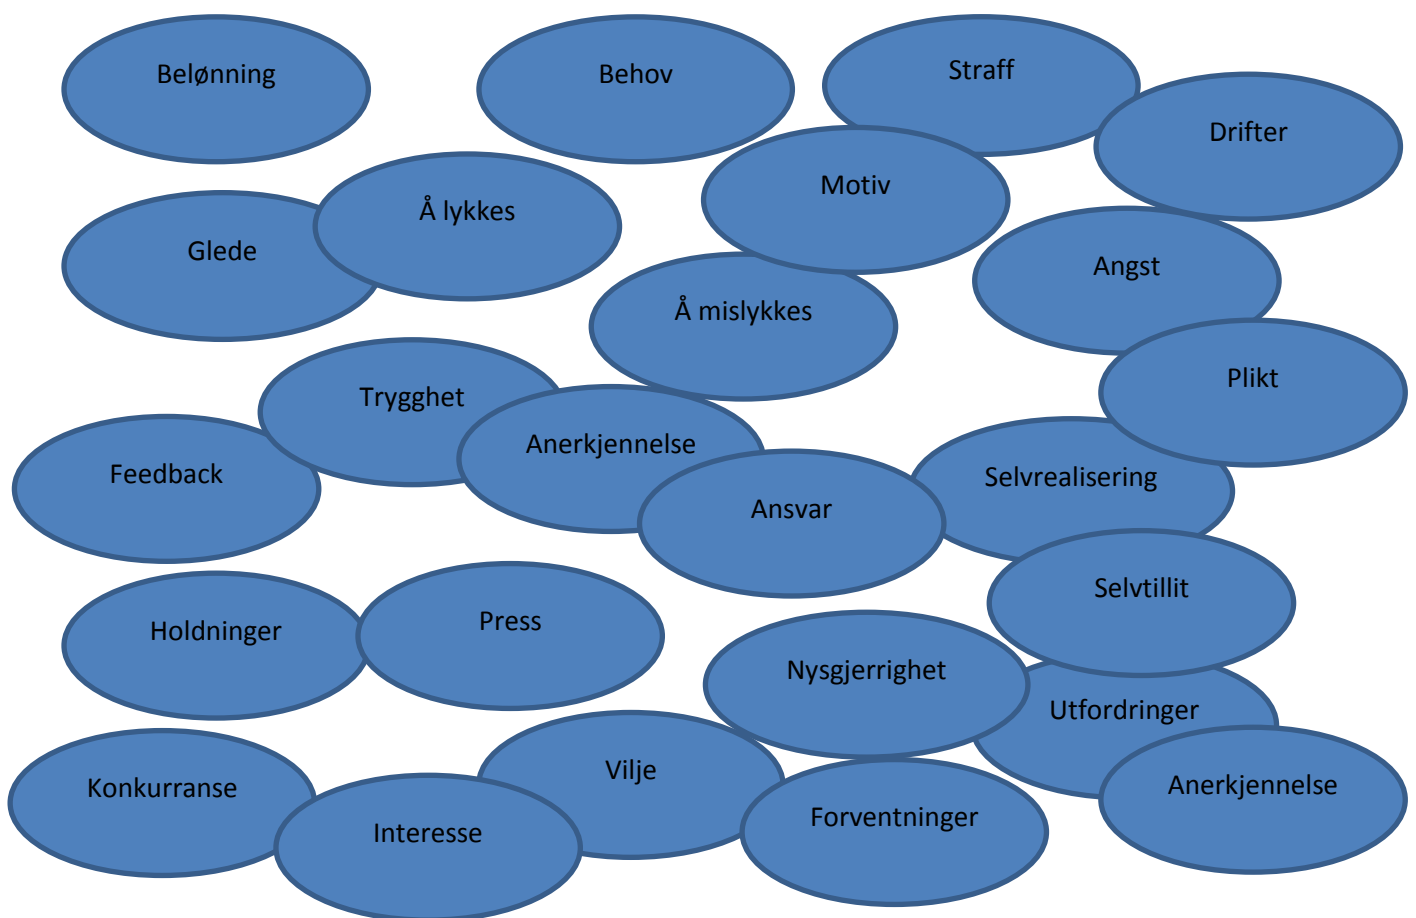 Belønning
Behov
Straff
Drifter
Motiv
Å lykkes
Glede
Angst
Å mislykkes
Plikt
Trygghet
Anerkjennelse
Feedback
Selvrealisering
Ansvar
Selvtillit
Press
Holdninger
Nysgjerrighet
Utfordringer
Vilje
Anerkjennelse
Konkurranse
Forventninger
Interesse